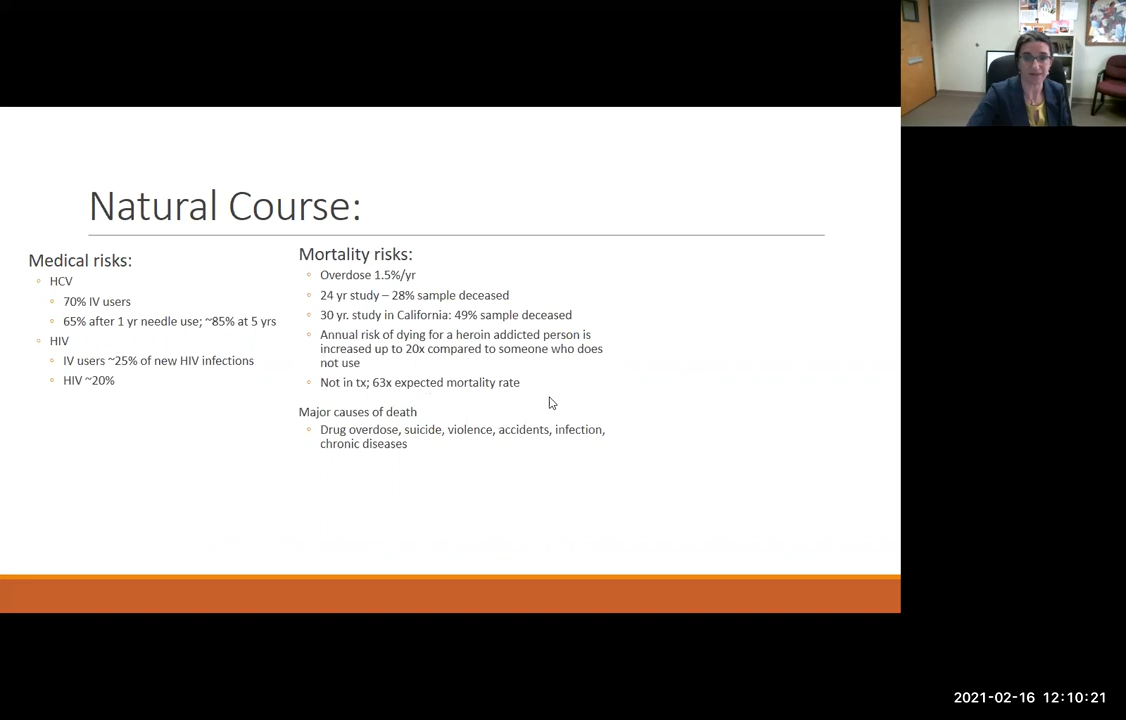 Natural Course:
Medical risks:
HCV
70% IV users
65% after 1 yr needle use; ~85% at 5 yrs
HIV
IV users ~25% of new HIV infections
HIV ~20%
Mortality risks:
Overdose 1.5%/yr
24 yr study – 28% sample deceased
30 yr. study in California: 49% sample deceased
Annual risk of dying for a heroin addicted person is
increased up to 20x compared to someone who does
not use
Not in tx; 63x expected mortality rate
Major causes of death
Drug overdose, suicide, violence, accidents, infection,
chronic diseases
2021-02-16 12:10:21